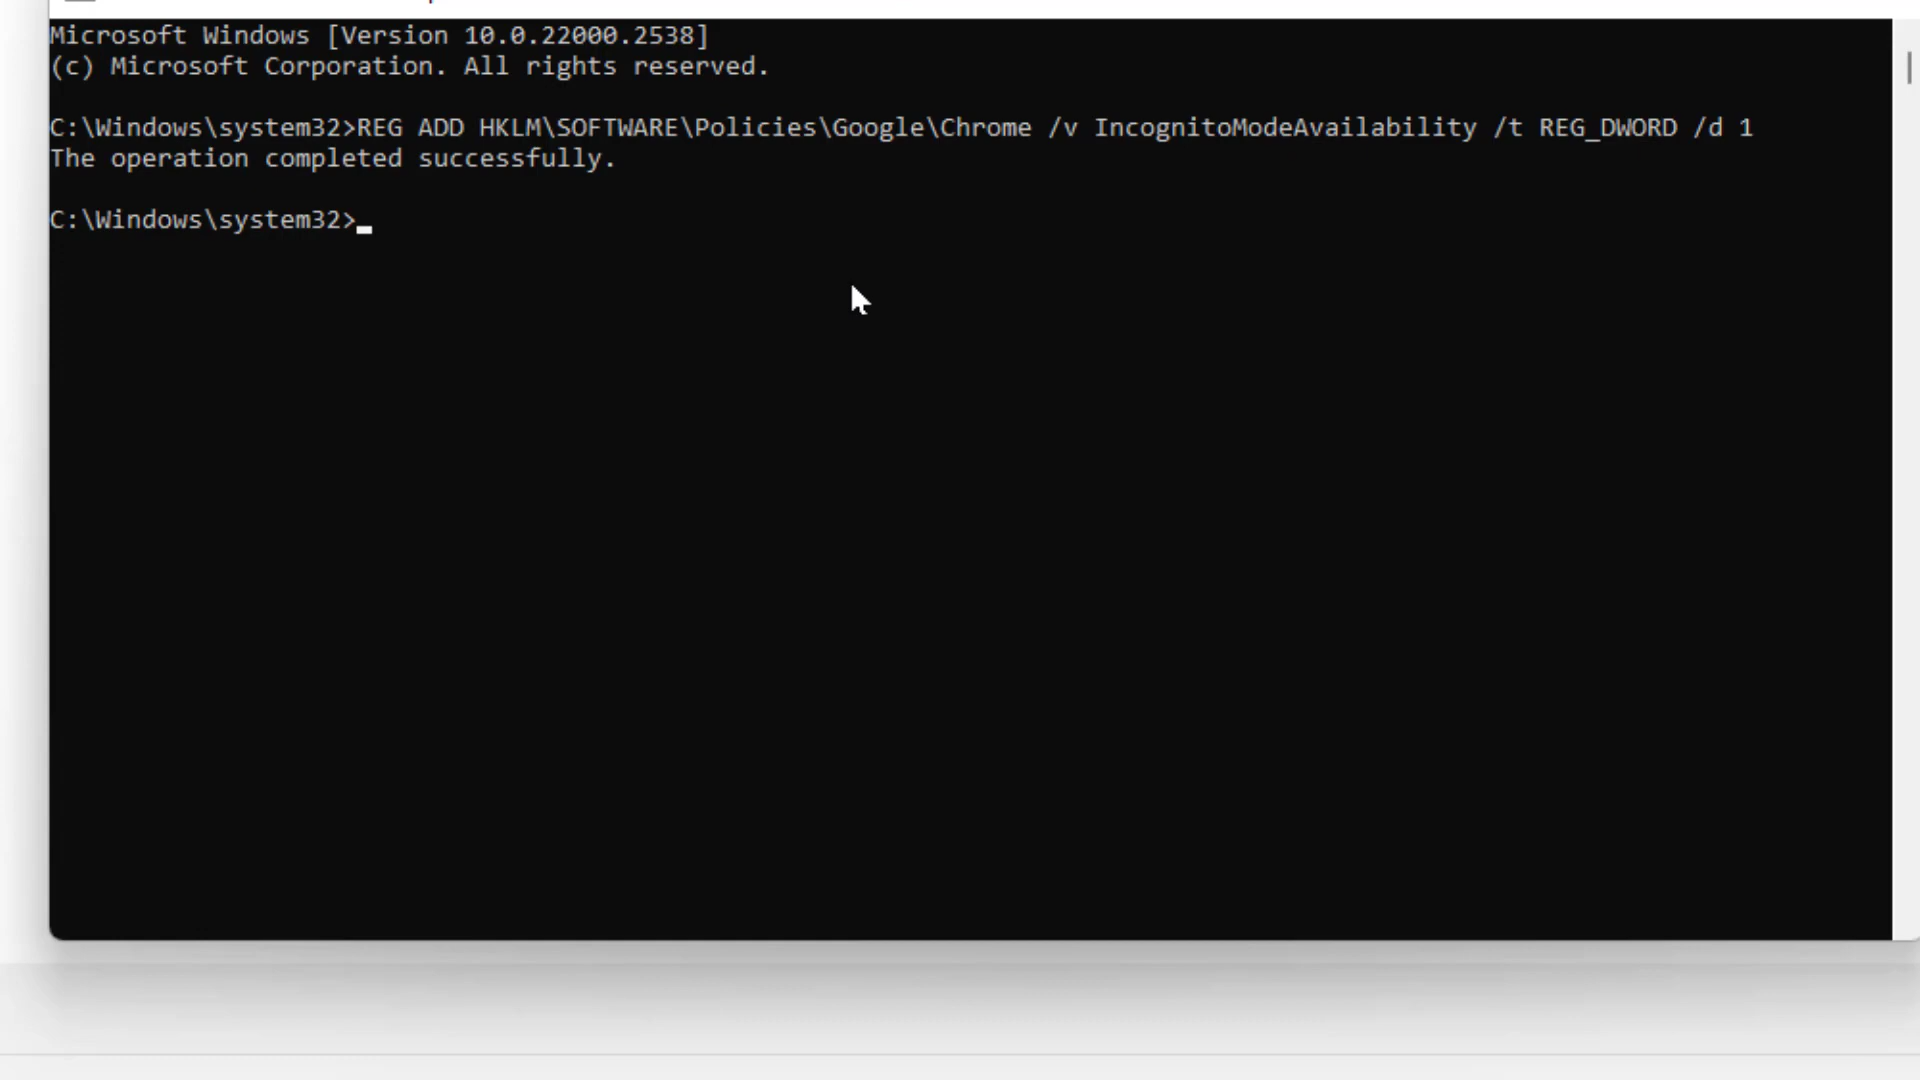 Microsoft Windows [Version 10.0.22000.2538]
(c) Microsoft Corporation. All rights reserved.
C:\Windows\system32>REG ADD HKLM\SOFTWARE\Policies\Google\Chrome /v IncognitoModeAvailability /t REG_DWORD /d 1
The operation completed successfully.
C:\Windows\system32>